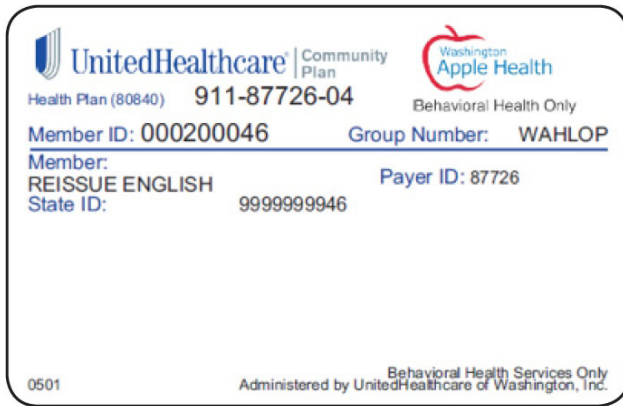 UnitedHealthcare® Community Plan
Washington Apple Health
Health Plan (80840) 911-87726-04
Behavioral Health Only
Member ID: 000200046 Group Number: WAHLOP
Member:
REISSUE ENGLISH
Payer ID: 87726
State ID: 9999999946
0501
Behavioral Health Services Only
Administered by UnitedHealthcare of Washington, Inc.